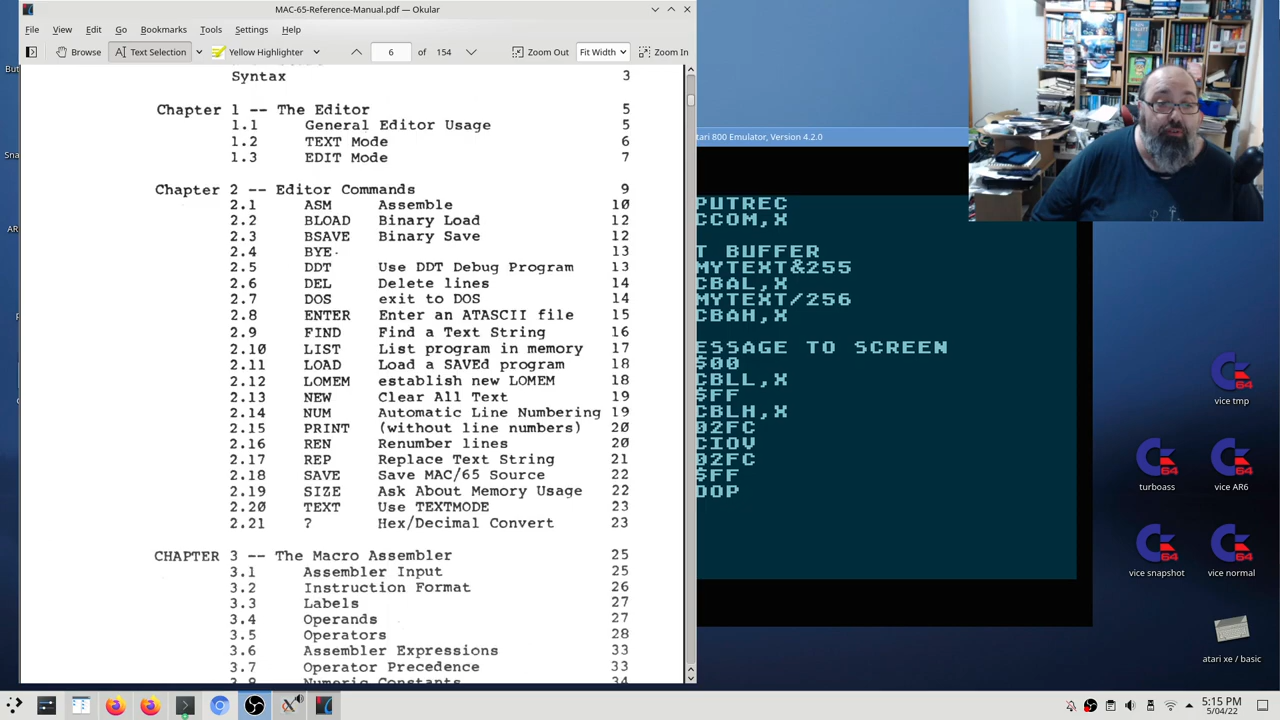 MAC-65-Reference-Manual.pdf — Okular
File View Edit Go Bookmarks Tools Settings Help
Browse Text Selection Yellow Highlighter 6 of 154 Zoom Out Fit Width Zoom In
Syntax 3
Chapter 1 -- The Editor 5
1.1 General Editor Usage 5
1.2 TEXT Mode 6
1.3 EDIT Mode 7
Chapter 2 -- Editor Commands 9
2.1 ASM Assemble 10
2.2 BLOAD Binary Load 12
2.3 BSAVE Binary Save 12
2.4 BYE 13
2.5 DDT Use DDT Debug Program 13
2.6 DEL Delete lines 14
2.7 DOS exit to DOS 14
2.8 ENTER Enter an ATASCII file 15
2.9 FIND Find a Text String 16
2.10 LIST List program in memory 17
2.11 LOAD Load a SAVEd program 18
2.12 LOMEM establish new LOMEM 18
2.13 NEW Clear All Text 19
2.14 NUM Automatic Line Numbering 19
2.15 PRINT (without line numbers) 20
2.16 REN Renumber lines 20
2.17 REP Replace Text String 21
2.18 SAVE Save MAC/65 Source 22
2.19 SIZE Ask About Memory Usage 22
2.20 TEXT Use TEXTMODE 23
2.21 ? Hex/Decimal Convert 23
CHAPTER 3 -- The Macro Assembler 25
3.1 Assembler Input 25
3.2 Instruction Format 26
3.3 Labels 27
3.4 Operands 27
3.5 Operators 28
3.6 Assembler Expressions 33
3.7 Operator Precedence 33
3.8 Numeric Constants 34
tari 800 Emulator, Version 4.2.0
PUTREC
CCOM,X
T BUFFER
MYTEXT&255
CBAL,X
MYTEXT/256
CBAH,X
ESSAGE TO SCREEN
$00
CBLL,X
$FF
CBLH,X
02FC
CIOV
02FC
$FF
OOP
But
Sna
AR
vice tmp
turboass
vice AR6
vice snapshot
vice normal
atari xe / basic
5:15 PM
5/04/22